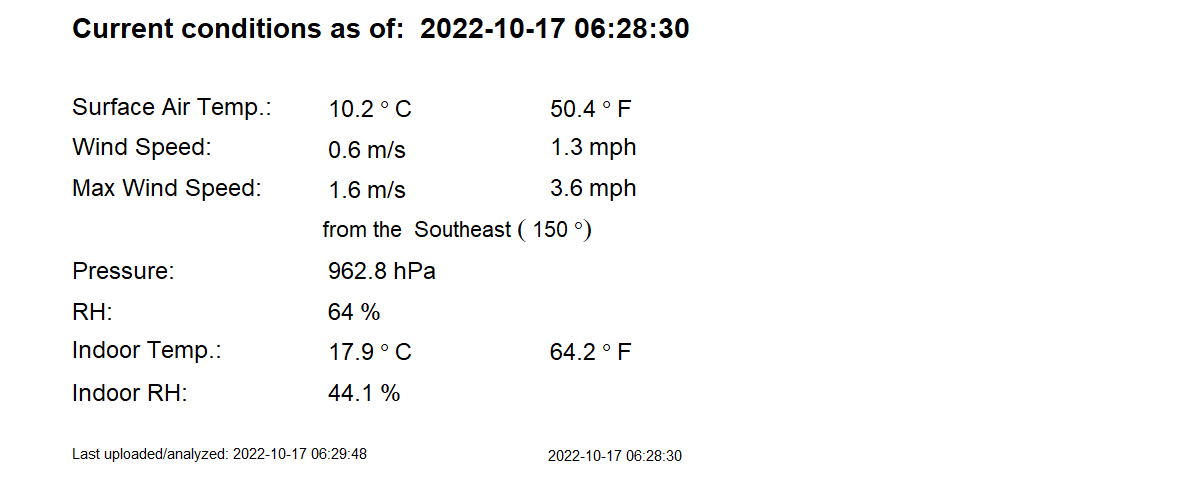 Current conditions as of: 2022-10-17 06:28:30
Surface Air Temp.: 10.2 ° C 50.4 ° F
Wind Speed: 0.6 m/s 1.3 mph
Max Wind Speed: 1.6 m/s 3.6 mph
from the Southeast ( 150 °)
Pressure: 962.8 hPa
RH: 64 %
Indoor Temp.: 17.9 ° C 64.2 ° F
Indoor RH: 44.1 %
Last uploaded/analyzed: 2022-10-17 06:29:48 2022-10-17 06:28:30